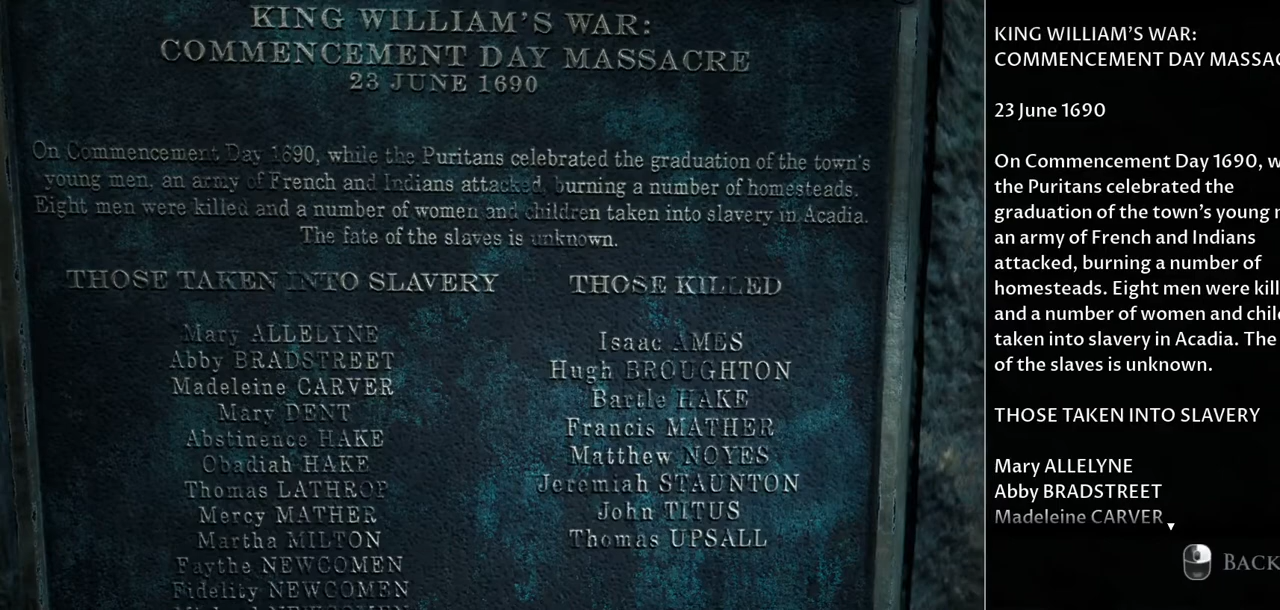 KING WILLIAM'S WAR:
COMMENCEMENT DAY MASSACRE
23 JUNE 1690
On Commencement Day 1690, while the Puritans celebrated the graduation of the town's
young men, an army of French and Indians attacked, burning a number of homesteads.
Eight men were killed and a number of women and children taken into slavery in Acadia.
The fate of the slaves is unknown.
THOSE TAKEN INTO SLAVERY
Mary ALLELYNE
Abby BRADSTREET
Madeleine CARVER
Mary DENT
Abstinence HAKE
Obadiah HAKE
Thomas LATHROP
Mercy MATHER
Martha MILTON
Faythe NEWCOMEN
Fidelity NEWCOMEN
THOSE KILLED
Isaac AMES
Hugh BROUGHTON
Bartle HAKE
Francis MATHER
Matthew NOYES
Jeremiah STAUNTON
John TITUS
Thomas UPSALL
KING WILLIAM'S WAR:
COMMENCEMENT DAY MASSAC
23 June 1690
On Commencement Day 1690, w
the Puritans celebrated the
graduation of the town's young
an army of French and Indians
attacked, burning a number of
homesteads. Eight men were kill
and a number of women and chil
taken into slavery in Acadia. The
of the slaves is unknown.
THOSE TAKEN INTO SLAVERY
Mary ALLELYNE
Abby BRADSTREET
Madeleine CARVER
BACK